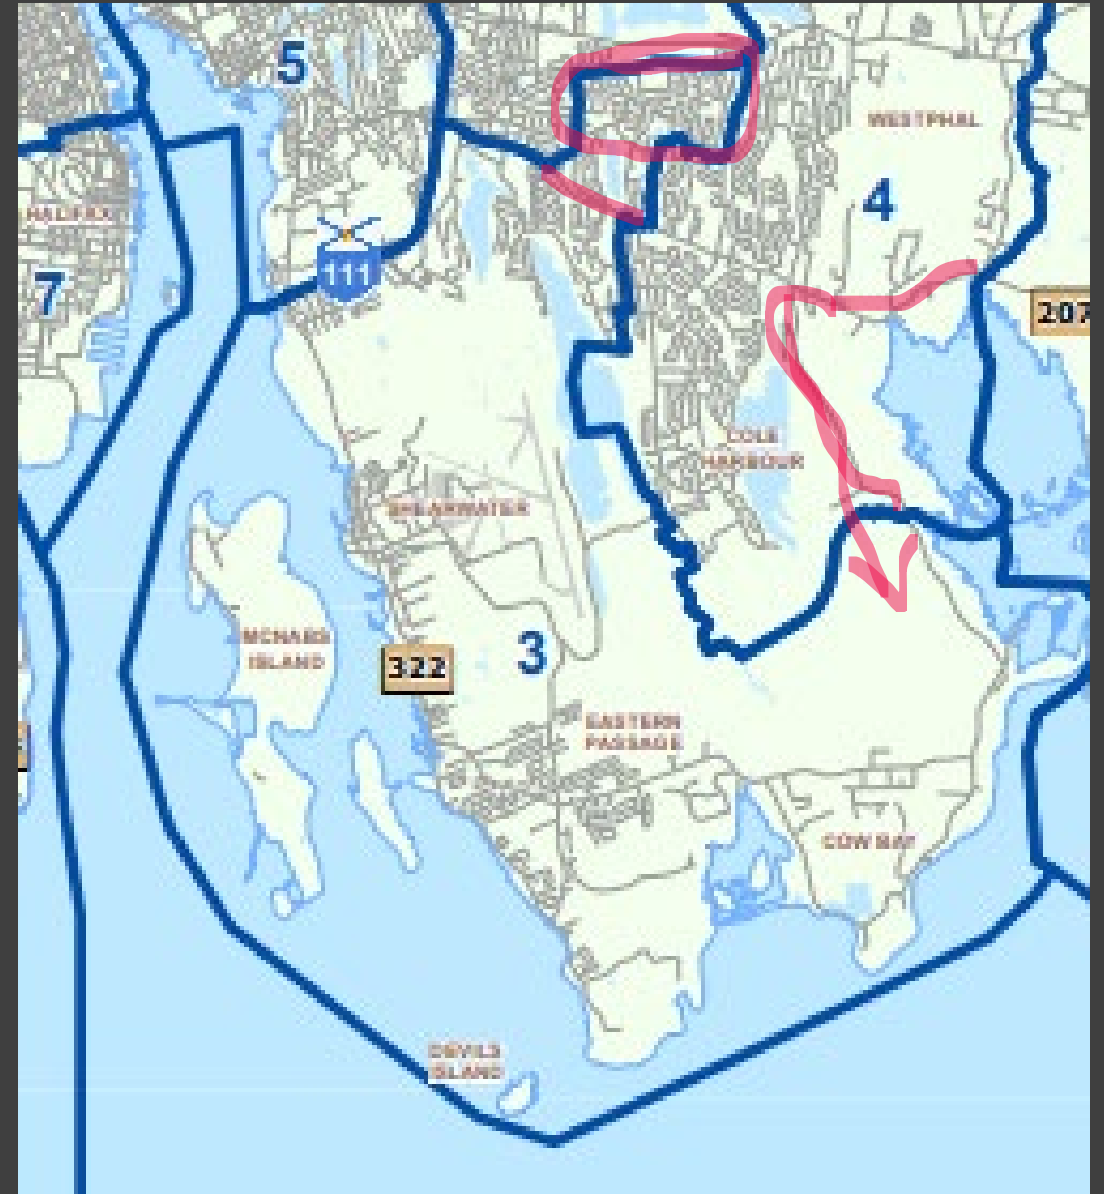 5
WESTPHAL
4
HALIFAX
111
7
207
COLE
HARBOUR
SHEARWATER
MCNABS
ISLAND
322
3
EASTERN
PASSAGE
COW BAY
DEVILS
ISLAND